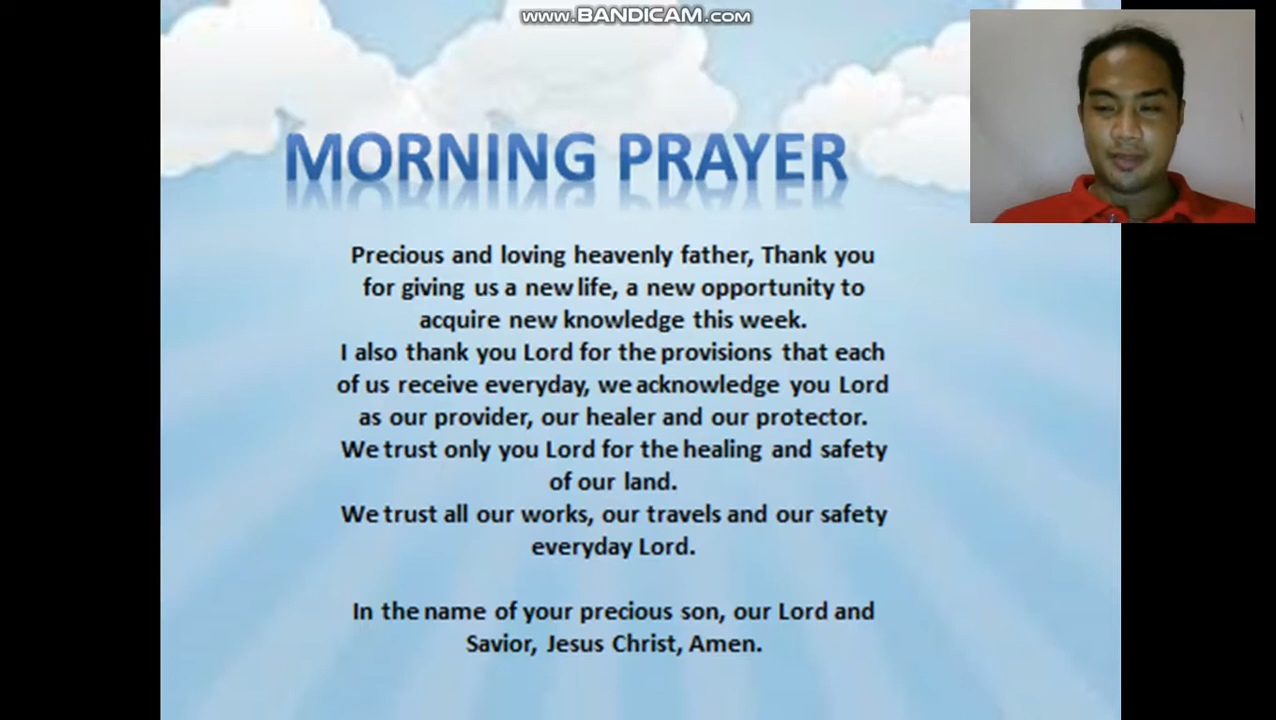 www.BANDICAM.com
MORNING PRAYER
Precious and loving heavenly father, Thank you
for giving us a new life, a new opportunity to
acquire new knowledge this week.
I also thank you Lord for the provisions that each
of us receive everyday, we acknowledge you Lord
as our provider, our healer and our protector.
We trust only you Lord for the healing and safety
of our land.
We trust all our works, our travels and our safety
everyday Lord.
In the name of your precious son, our Lord and
Savior, Jesus Christ, Amen.